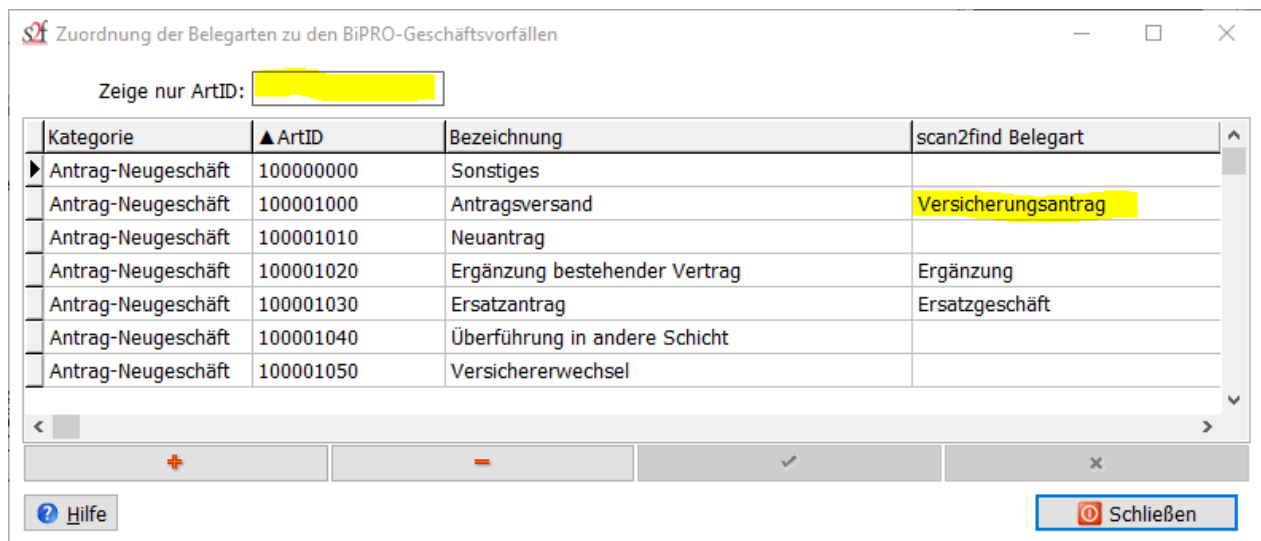 s2f Zuordnung der Belegarten zu den BiPRO-Geschäftsvorfällen
Zeige nur ArtID:
Kategorie ▲ArtID Bezeichnung scan2find Belegart
Antrag-Neugeschäft 100000000 Sonstiges
Antrag-Neugeschäft 100001000 Antragsversand Versicherungsantrag
Antrag-Neugeschäft 100001010 Neuantrag
Antrag-Neugeschäft 100001020 Ergänzung bestehender Vertrag Ergänzung
Antrag-Neugeschäft 100001030 Ersatzantrag Ersatzgeschäft
Antrag-Neugeschäft 100001040 Überführung in andere Schicht
Antrag-Neugeschäft 100001050 Versichererwechsel
Hilfe Schließen